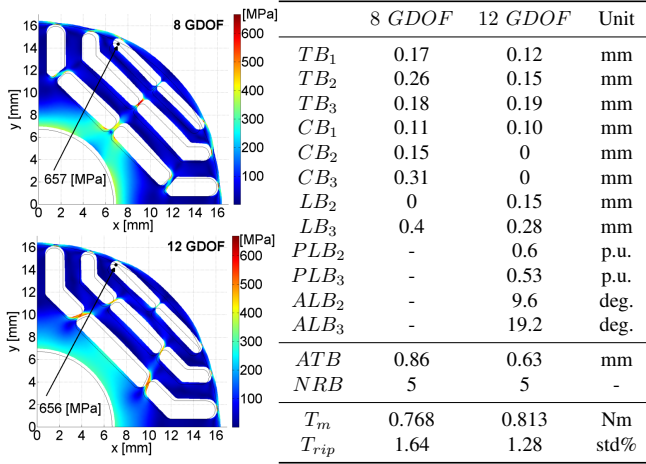 8 GDOF
[MPa]
16
14
12
10
8
6
4
2
0
y [mm]
657 [MPa]
0 2 4 6 8 10 12 14 16
x [mm]
600
500
400
300
200
100
12 GDOF
[MPa]
16
14
12
10
8
6
4
2
0
y [mm]
656 [MPa]
0 2 4 6 8 10 12 14 16
x [mm]
600
500
400
300
200
100
8 GDOF 12 GDOF Unit
TB1 0.17 0.12 mm
TB2 0.26 0.15 mm
TB3 0.18 0.19 mm
CB1 0.11 0.10 mm
CB2 0.15 0 mm
CB3 0.31 0 mm
LB2 0 0.15 mm
LB3 0.4 0.28 mm
PLB2 - 0.6 p.u.
PLB3 - 0.53 p.u.
ALB2 - 9.6 deg.
ALB3 - 19.2 deg.
ATB 0.86 0.63 mm
NRB 5 5 -
Tm 0.768 0.813 Nm
Trip 1.64 1.28 std%